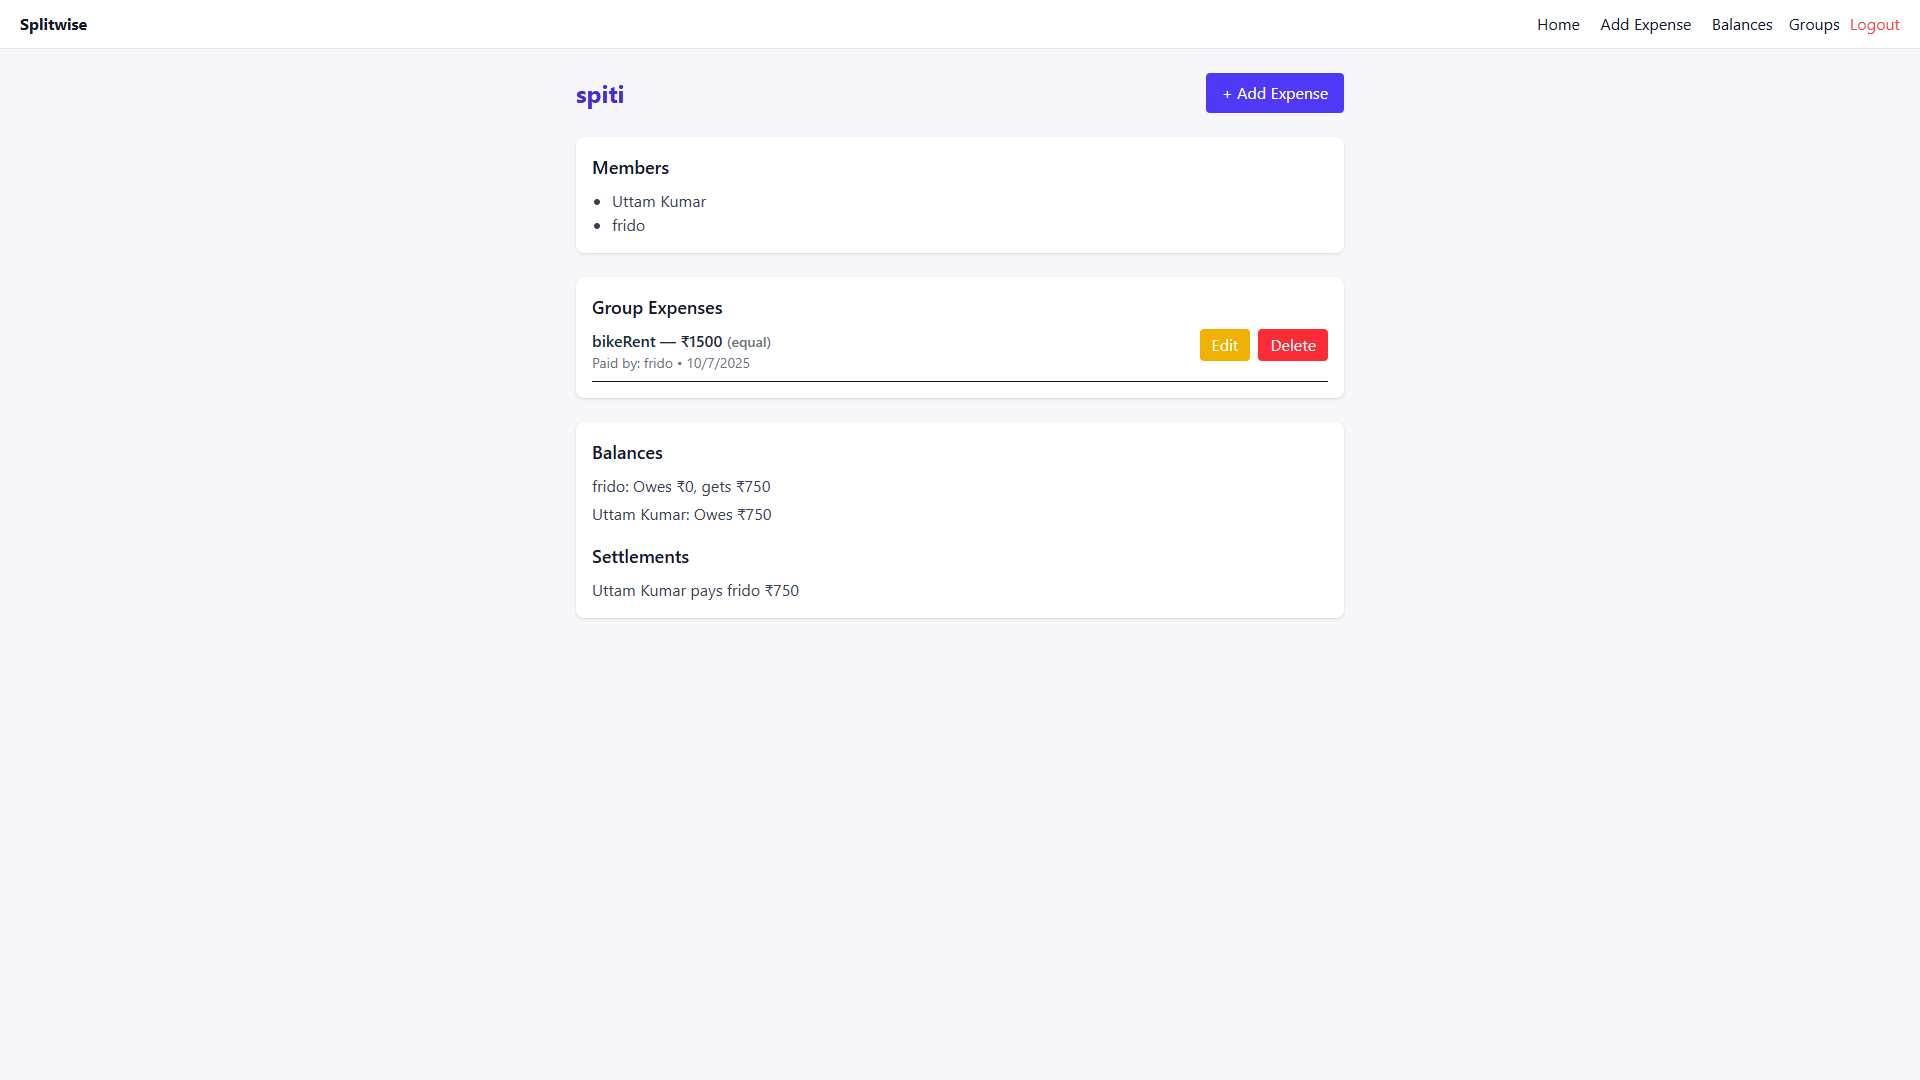 Splitwise
Home Add Expense Balances Groups Logout
spiti
+ Add Expense
Members
• Uttam Kumar
• frido
Group Expenses
bikeRent — ₹1500 (equal)
Paid by: frido • 10/7/2025
Edit Delete
Balances
frido: Owes ₹0, gets ₹750
Uttam Kumar: Owes ₹750
Settlements
Uttam Kumar pays frido ₹750